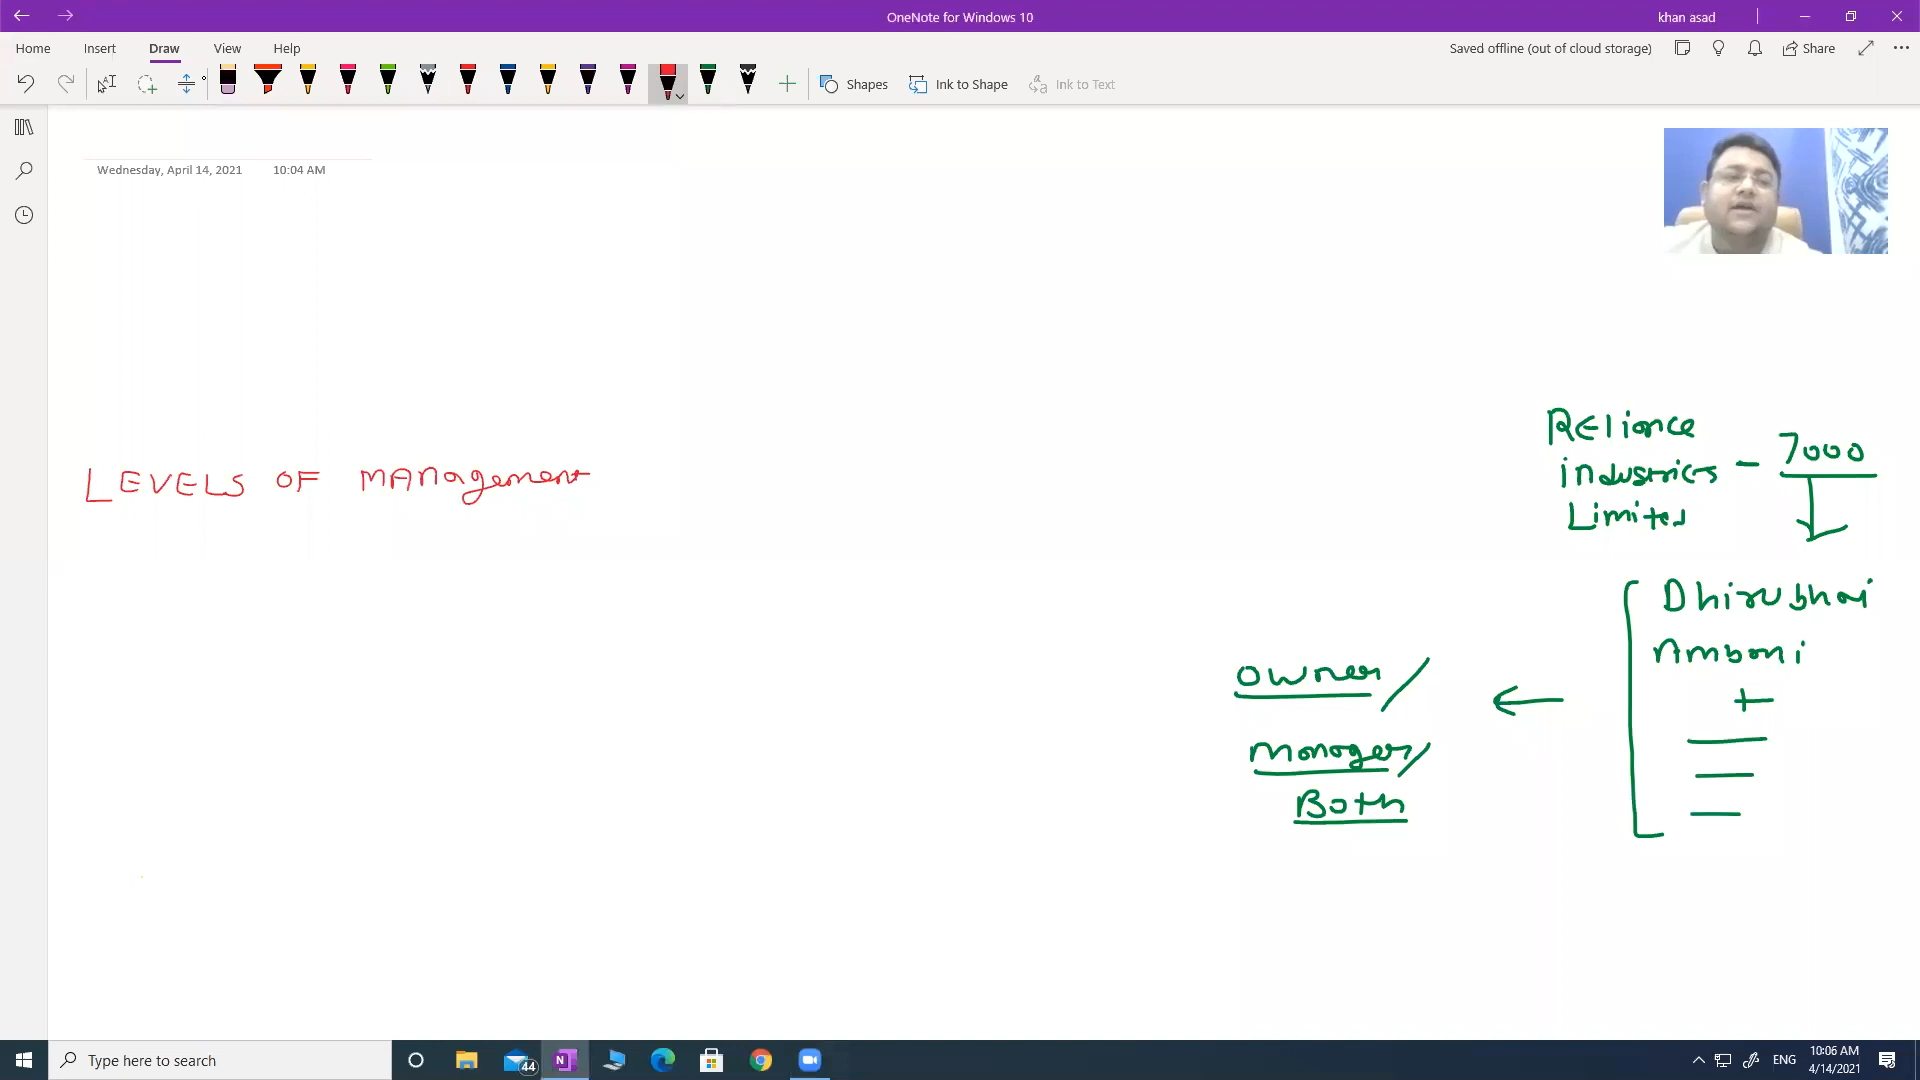 OneNote for Windows 10
khan asad
Home Insert Draw View Help
Saved offline (out of cloud storage)
Share
Shapes
Ink to Shape
Ink to Text
Wednesday, April 14, 2021 10:04 AM
LEVELS OF MANagement
REliance
industries - 7000
Limited
Dhirubhai
Ambani
+
owner/
manager/
Both
Type here to search
44
ENG
10:06 AM
4/14/2021